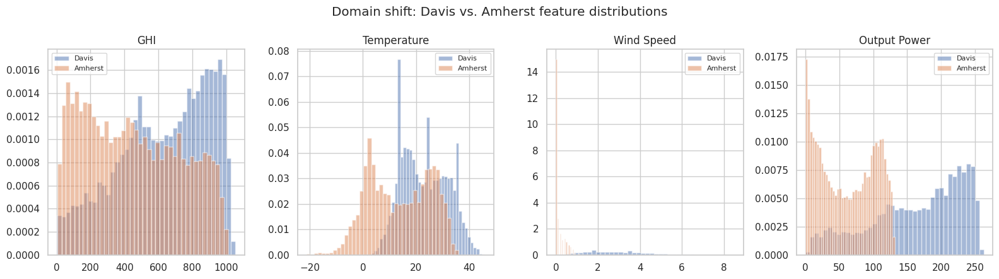 Domain shift: Davis vs. Amherst feature distributions
GHI
Davis
Amherst
0.0016
0.0014
0.0012
0.0010
0.0008
0.0006
0.0004
0.0002
0.0000
0 200 400 600 800 1000
Temperature
Davis
Amherst
0.08
0.07
0.06
0.05
0.04
0.03
0.02
0.01
0.00
−20 0 20 40
Wind Speed
Davis
Amherst
14
12
10
8
6
4
2
0
0 2 4 6 8
Output Power
Davis
Amherst
0.0175
0.0150
0.0125
0.0100
0.0075
0.0050
0.0025
0.0000
0 50 100 150 200 250